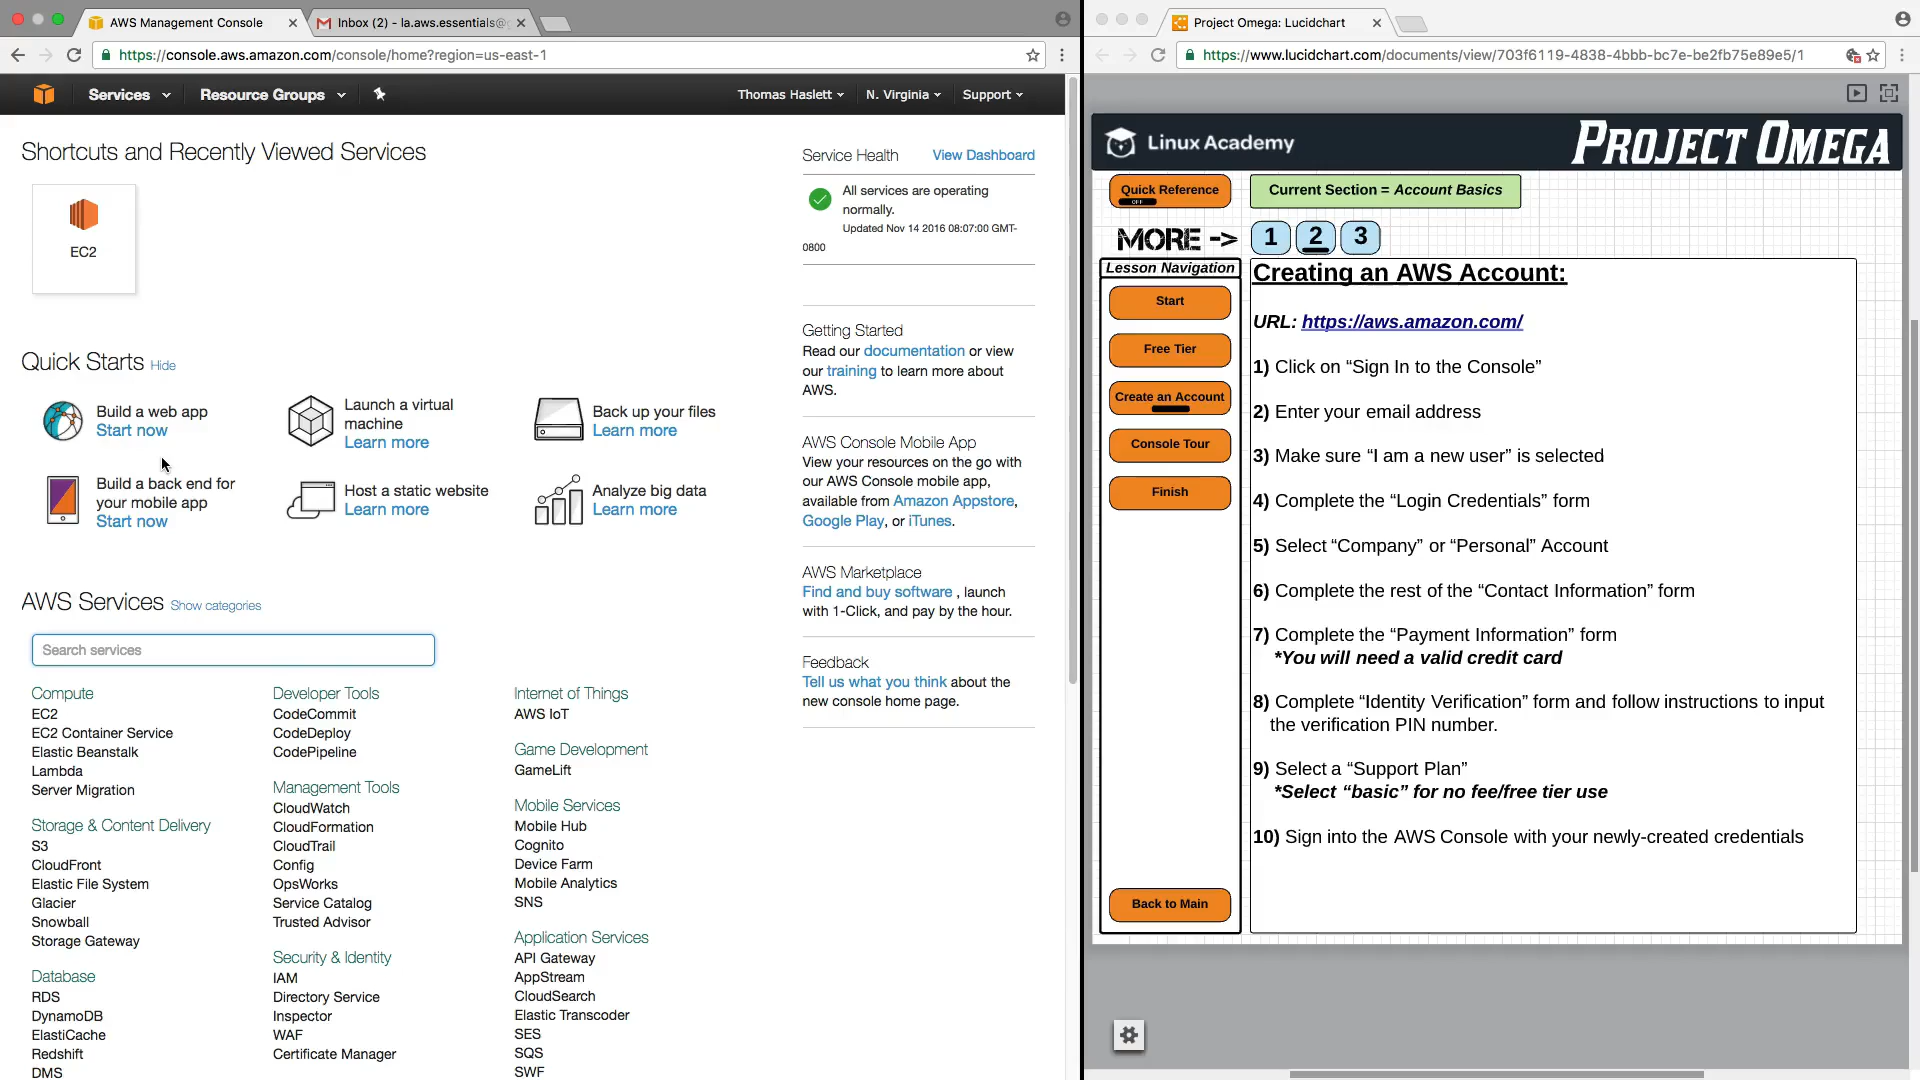 AWS Management Console
Inbox (2) - la.aws.essentials@g
https://console.aws.amazon.com/console/home?region=us-east-1
Services
Resource Groups
Thomas Haslett
N. Virginia
Support
Shortcuts and Recently Viewed Services
EC2
Quick Starts Hide
Build a web app
Start now
Launch a virtual
machine
Learn more
Back up your files
Learn more
Build a back end for
your mobile app
Start now
Host a static website
Learn more
Analyze big data
Learn more
AWS Services Show categories
Search services
Compute
EC2
EC2 Container Service
Elastic Beanstalk
Lambda
Server Migration
Storage & Content Delivery
S3
CloudFront
Elastic File System
Glacier
Snowball
Storage Gateway
Database
RDS
DynamoDB
ElastiCache
Redshift
DMS
Developer Tools
CodeCommit
CodeDeploy
CodePipeline
Management Tools
CloudWatch
CloudFormation
CloudTrail
Config
OpsWorks
Service Catalog
Trusted Advisor
Security & Identity
IAM
Directory Service
Inspector
WAF
Certificate Manager
Internet of Things
AWS IoT
Game Development
GameLift
Mobile Services
Mobile Hub
Cognito
Device Farm
Mobile Analytics
SNS
Application Services
API Gateway
AppStream
CloudSearch
Elastic Transcoder
SES
SQS
SWF
Service Health
View Dashboard
All services are operating
normally.
Updated Nov 14 2016 08:07:00 GMT-
0800
Getting Started
Read our documentation or view
our training to learn more about
AWS.
AWS Console Mobile App
View your resources on the go with
our AWS Console mobile app,
available from Amazon Appstore,
Google Play, or iTunes.
AWS Marketplace
Find and buy software , launch
with 1-Click, and pay by the hour.
Feedback
Tell us what you think about the
new console home page.
Project Omega: Lucidchart
https://www.lucidchart.com/documents/view/703f6119-4838-4bbb-bc7e-be2fb75e89e5/1
Linux Academy
PROJECT OMEGA
Quick Reference
OFF
Current Section = Account Basics
MORE ->
1
2
3
Lesson Navigation
Start
Free Tier
Create an Account
Console Tour
Finish
Back to Main
Creating an AWS Account:
URL: https://aws.amazon.com/
1) Click on “Sign In to the Console”
2) Enter your email address
3) Make sure “I am a new user” is selected
4) Complete the “Login Credentials” form
5) Select “Company” or “Personal” Account
6) Complete the rest of the “Contact Information” form
7) Complete the “Payment Information” form
*You will need a valid credit card
8) Complete “Identity Verification” form and follow instructions to input
the verification PIN number.
9) Select a “Support Plan”
*Select “basic” for no fee/free tier use
10) Sign into the AWS Console with your newly-created credentials